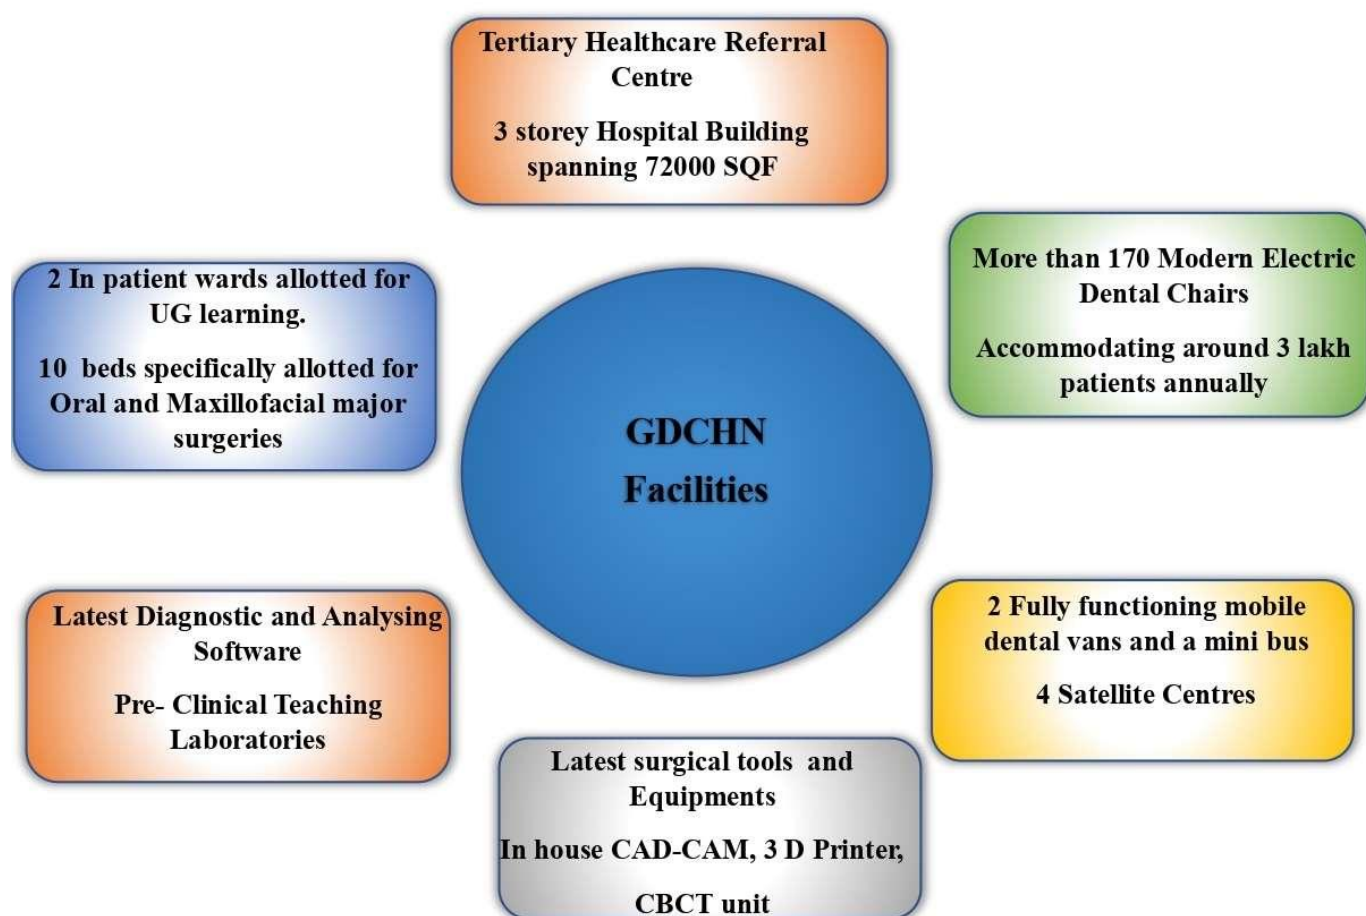 Tertiary Healthcare Referral
Centre
3 storey Hospital Building
spanning 72000 SQF
More than 170 Modern Electric
Dental Chairs
Accommodating around 3 lakh
patients annually
2 In patient wards allotted for
UG learning.
10 beds specifically allotted for
Oral and Maxillofacial major
surgeries
GDCHN
Facilities
Latest Diagnostic and Analysing
Software
Pre- Clinical Teaching
Laboratories
2 Fully functioning mobile
dental vans and a mini bus
4 Satellite Centres
Latest surgical tools and
Equipments
In house CAD-CAM, 3 D Printer,
CBCT unit